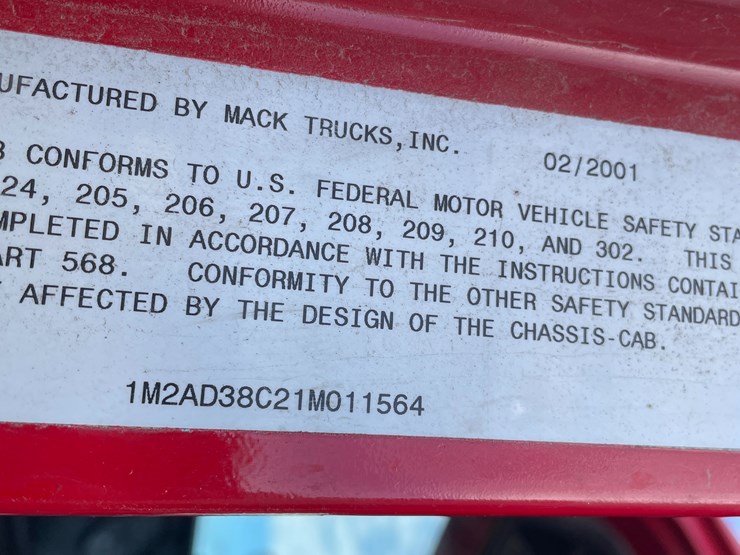 UFACTURED BY MACK TRUCKS, INC. 02/2001
CONFORMS TO U.S. FEDERAL MOTOR VEHICLE SAFETY STA
24, 205, 206, 207, 208, 209, 210, AND 302. THIS
MPLETED IN ACCORDANCE WITH THE INSTRUCTIONS CONTAI
ART 568. CONFORMITY TO THE OTHER SAFETY STANDARD
AFFECTED BY THE DESIGN OF THE CHASSIS-CAB.
1M2AD38C21M011564